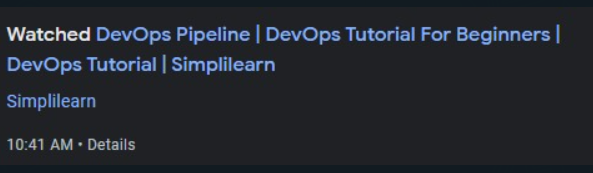 Watched DevOps Pipeline | DevOps Tutorial For Beginners |
DevOps Tutorial | Simplilearn
Simplilearn
10:41 AM • Details